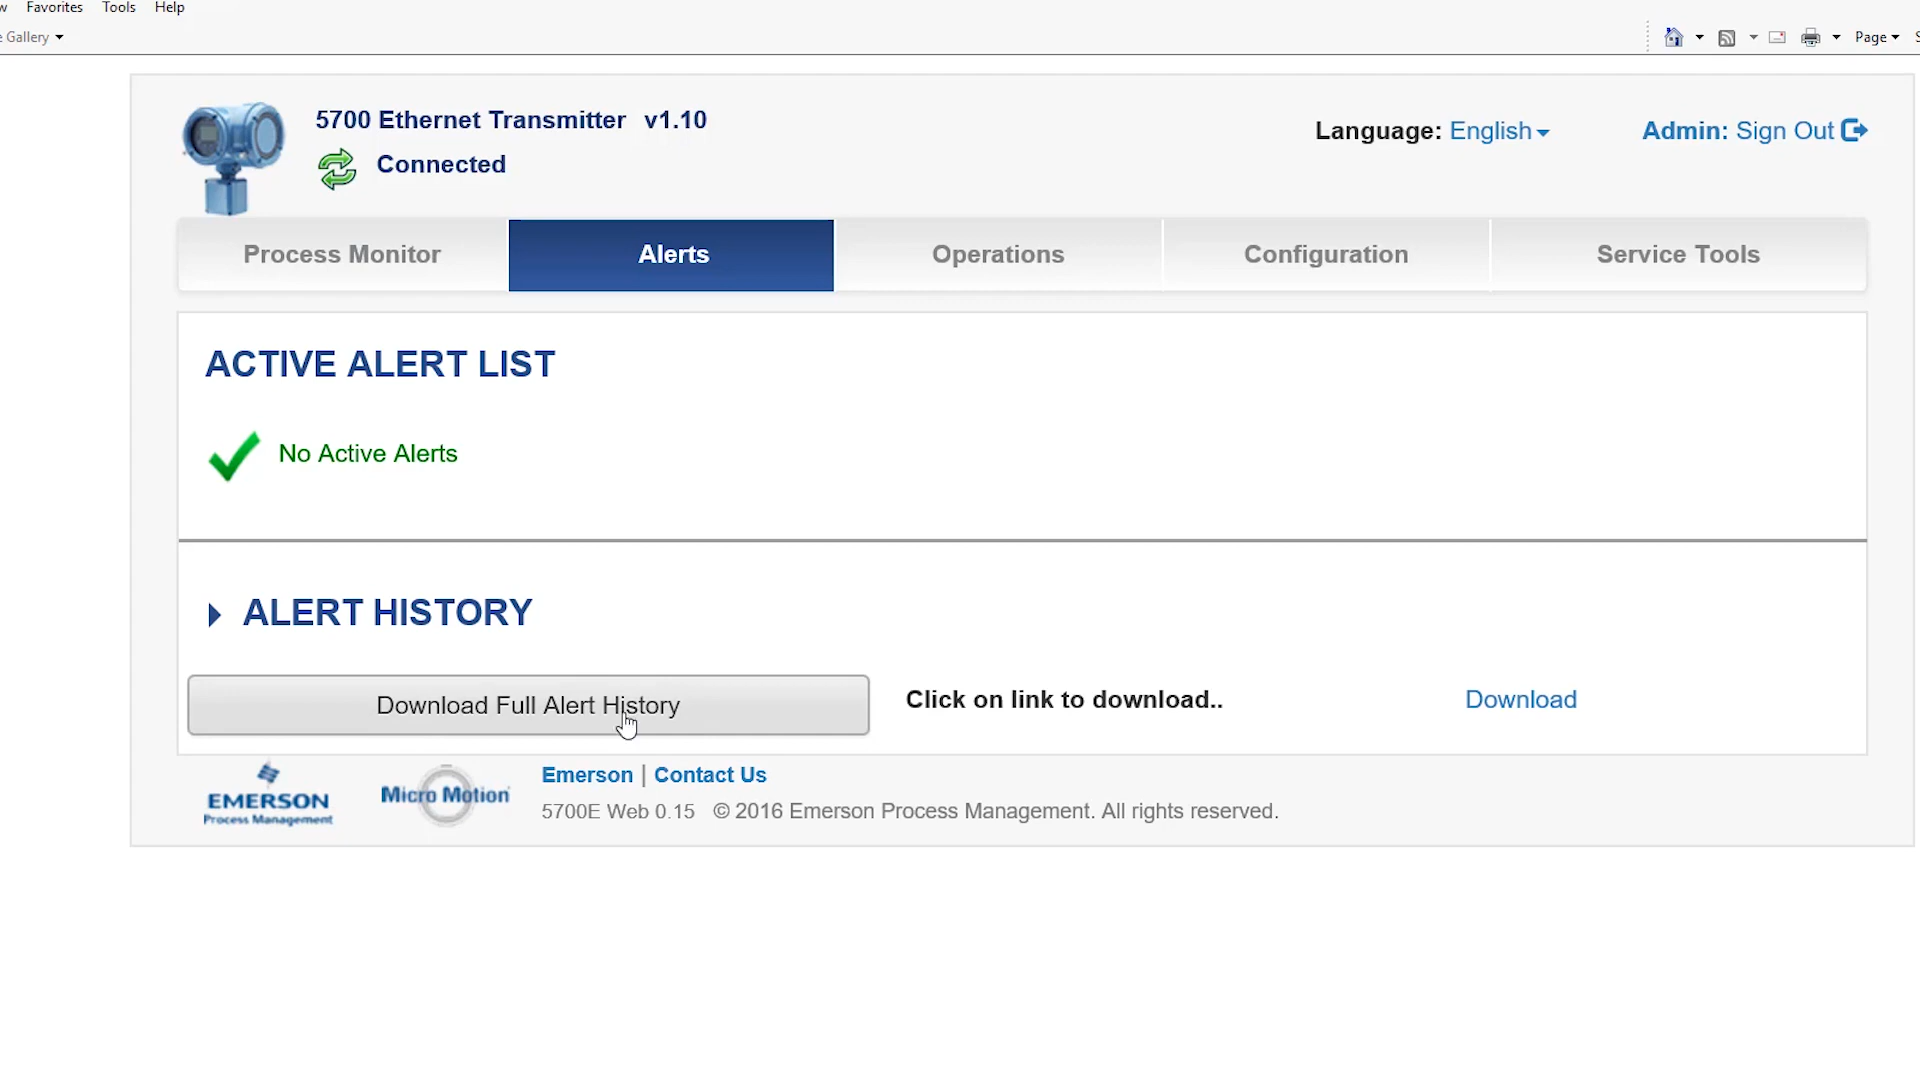 Favorites Tools Help
Gallery
Page
5700 Ethernet Transmitter v1.10
Connected
Language: English
Admin: Sign Out
Process Monitor
Alerts
Operations
Configuration
Service Tools
ACTIVE ALERT LIST
No Active Alerts
ALERT HISTORY
Download Full Alert History
Click on link to download..
Download
EMERSON
Process Management
Micro Motion
Emerson | Contact Us
5700E Web 0.15 © 2016 Emerson Process Management. All rights reserved.